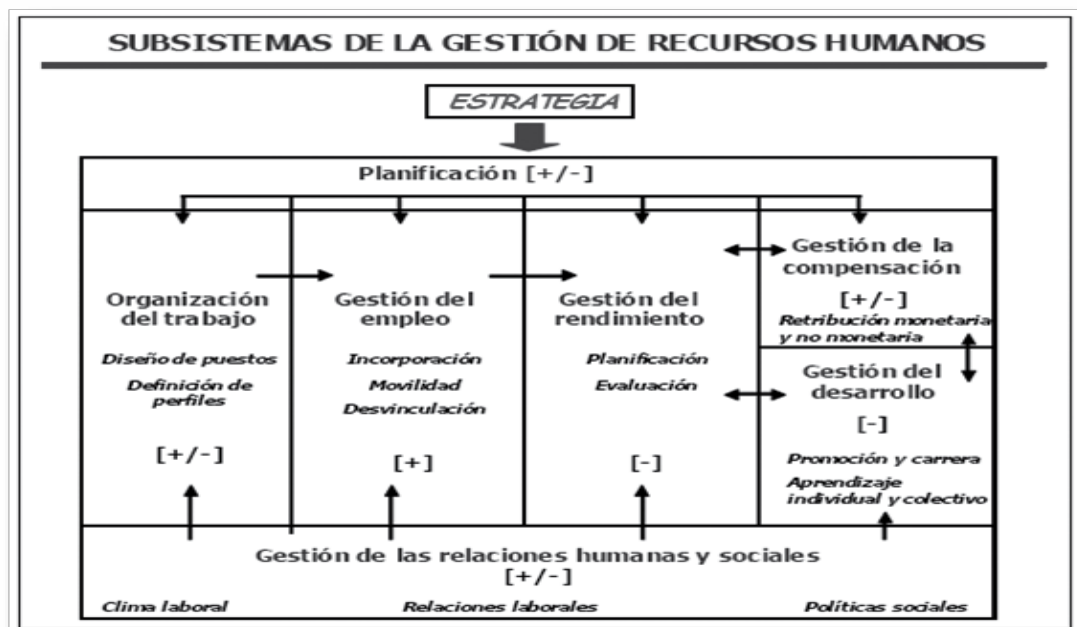 SUBSISTEMAS DE LA GESTIÓN DE RECURSOS HUMANOS
ESTRATEGIA
Planificación [+/-]
Organización
del trabajo
Diseño de puestos
Definición de
perfiles
[+/-]
Gestión del
empleo
Incorporación
Movilidad
Desvinculación
[+]
Gestión del
rendimiento
Planificación
Evaluación
[-]
Gestión de la
compensación
[+/-]
Retribución monetaria
y no monetaria
Gestión del
desarrollo
[-]
Promoción y carrera
Aprendizaje
individual y colectivo
Gestión de las relaciones humanas y sociales
[+/-]
Clima laboral
Relaciones laborales
Políticas sociales